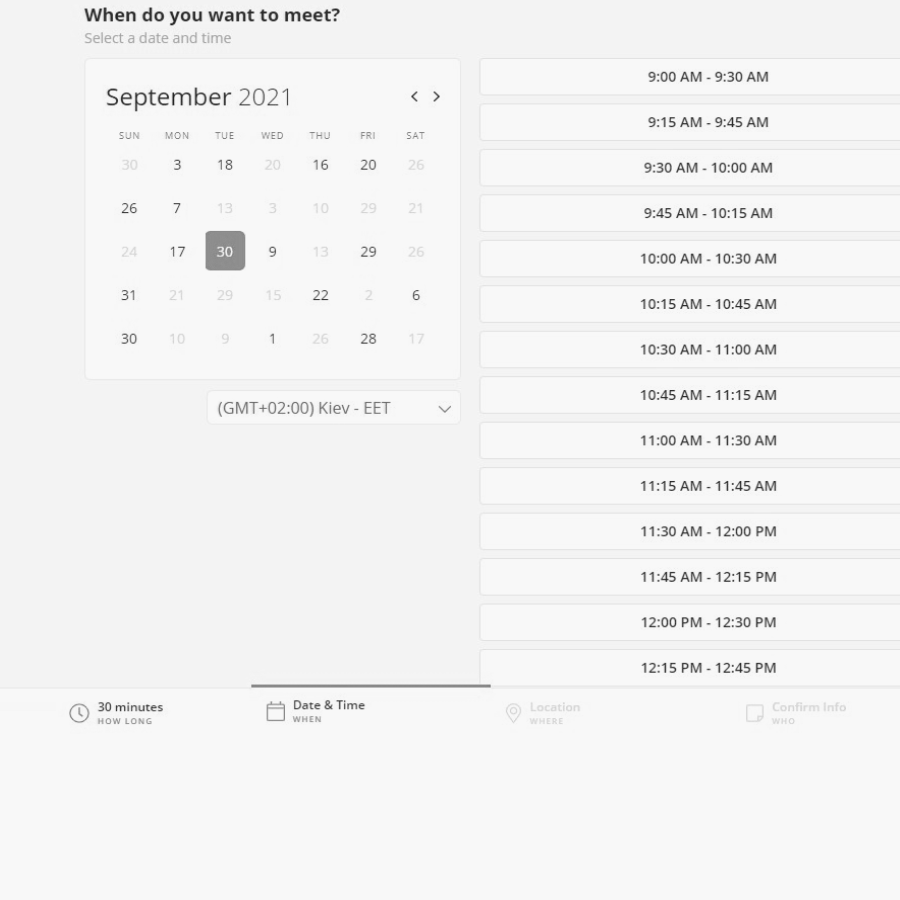 When do you want to meet?
Select a date and time
September 2021
SUN MON TUE WED THU FRI SAT
30 3 18 20 16 20 26
26 7 13 3 10 29 21
24 17 30 9 13 29 26
31 21 29 15 22 2 6
30 10 9 1 26 28 17
(GMT+02:00) Kiev - EET
9:00 AM - 9:30 AM
9:15 AM - 9:45 AM
9:30 AM - 10:00 AM
9:45 AM - 10:15 AM
10:00 AM - 10:30 AM
10:15 AM - 10:45 AM
10:30 AM - 11:00 AM
10:45 AM - 11:15 AM
11:00 AM - 11:30 AM
11:15 AM - 11:45 AM
11:30 AM - 12:00 PM
11:45 AM - 12:15 PM
12:00 PM - 12:30 PM
12:15 PM - 12:45 PM
30 minutes
HOW LONG
Date & Time
WHEN
Location
WHERE
Confirm Info
WHO